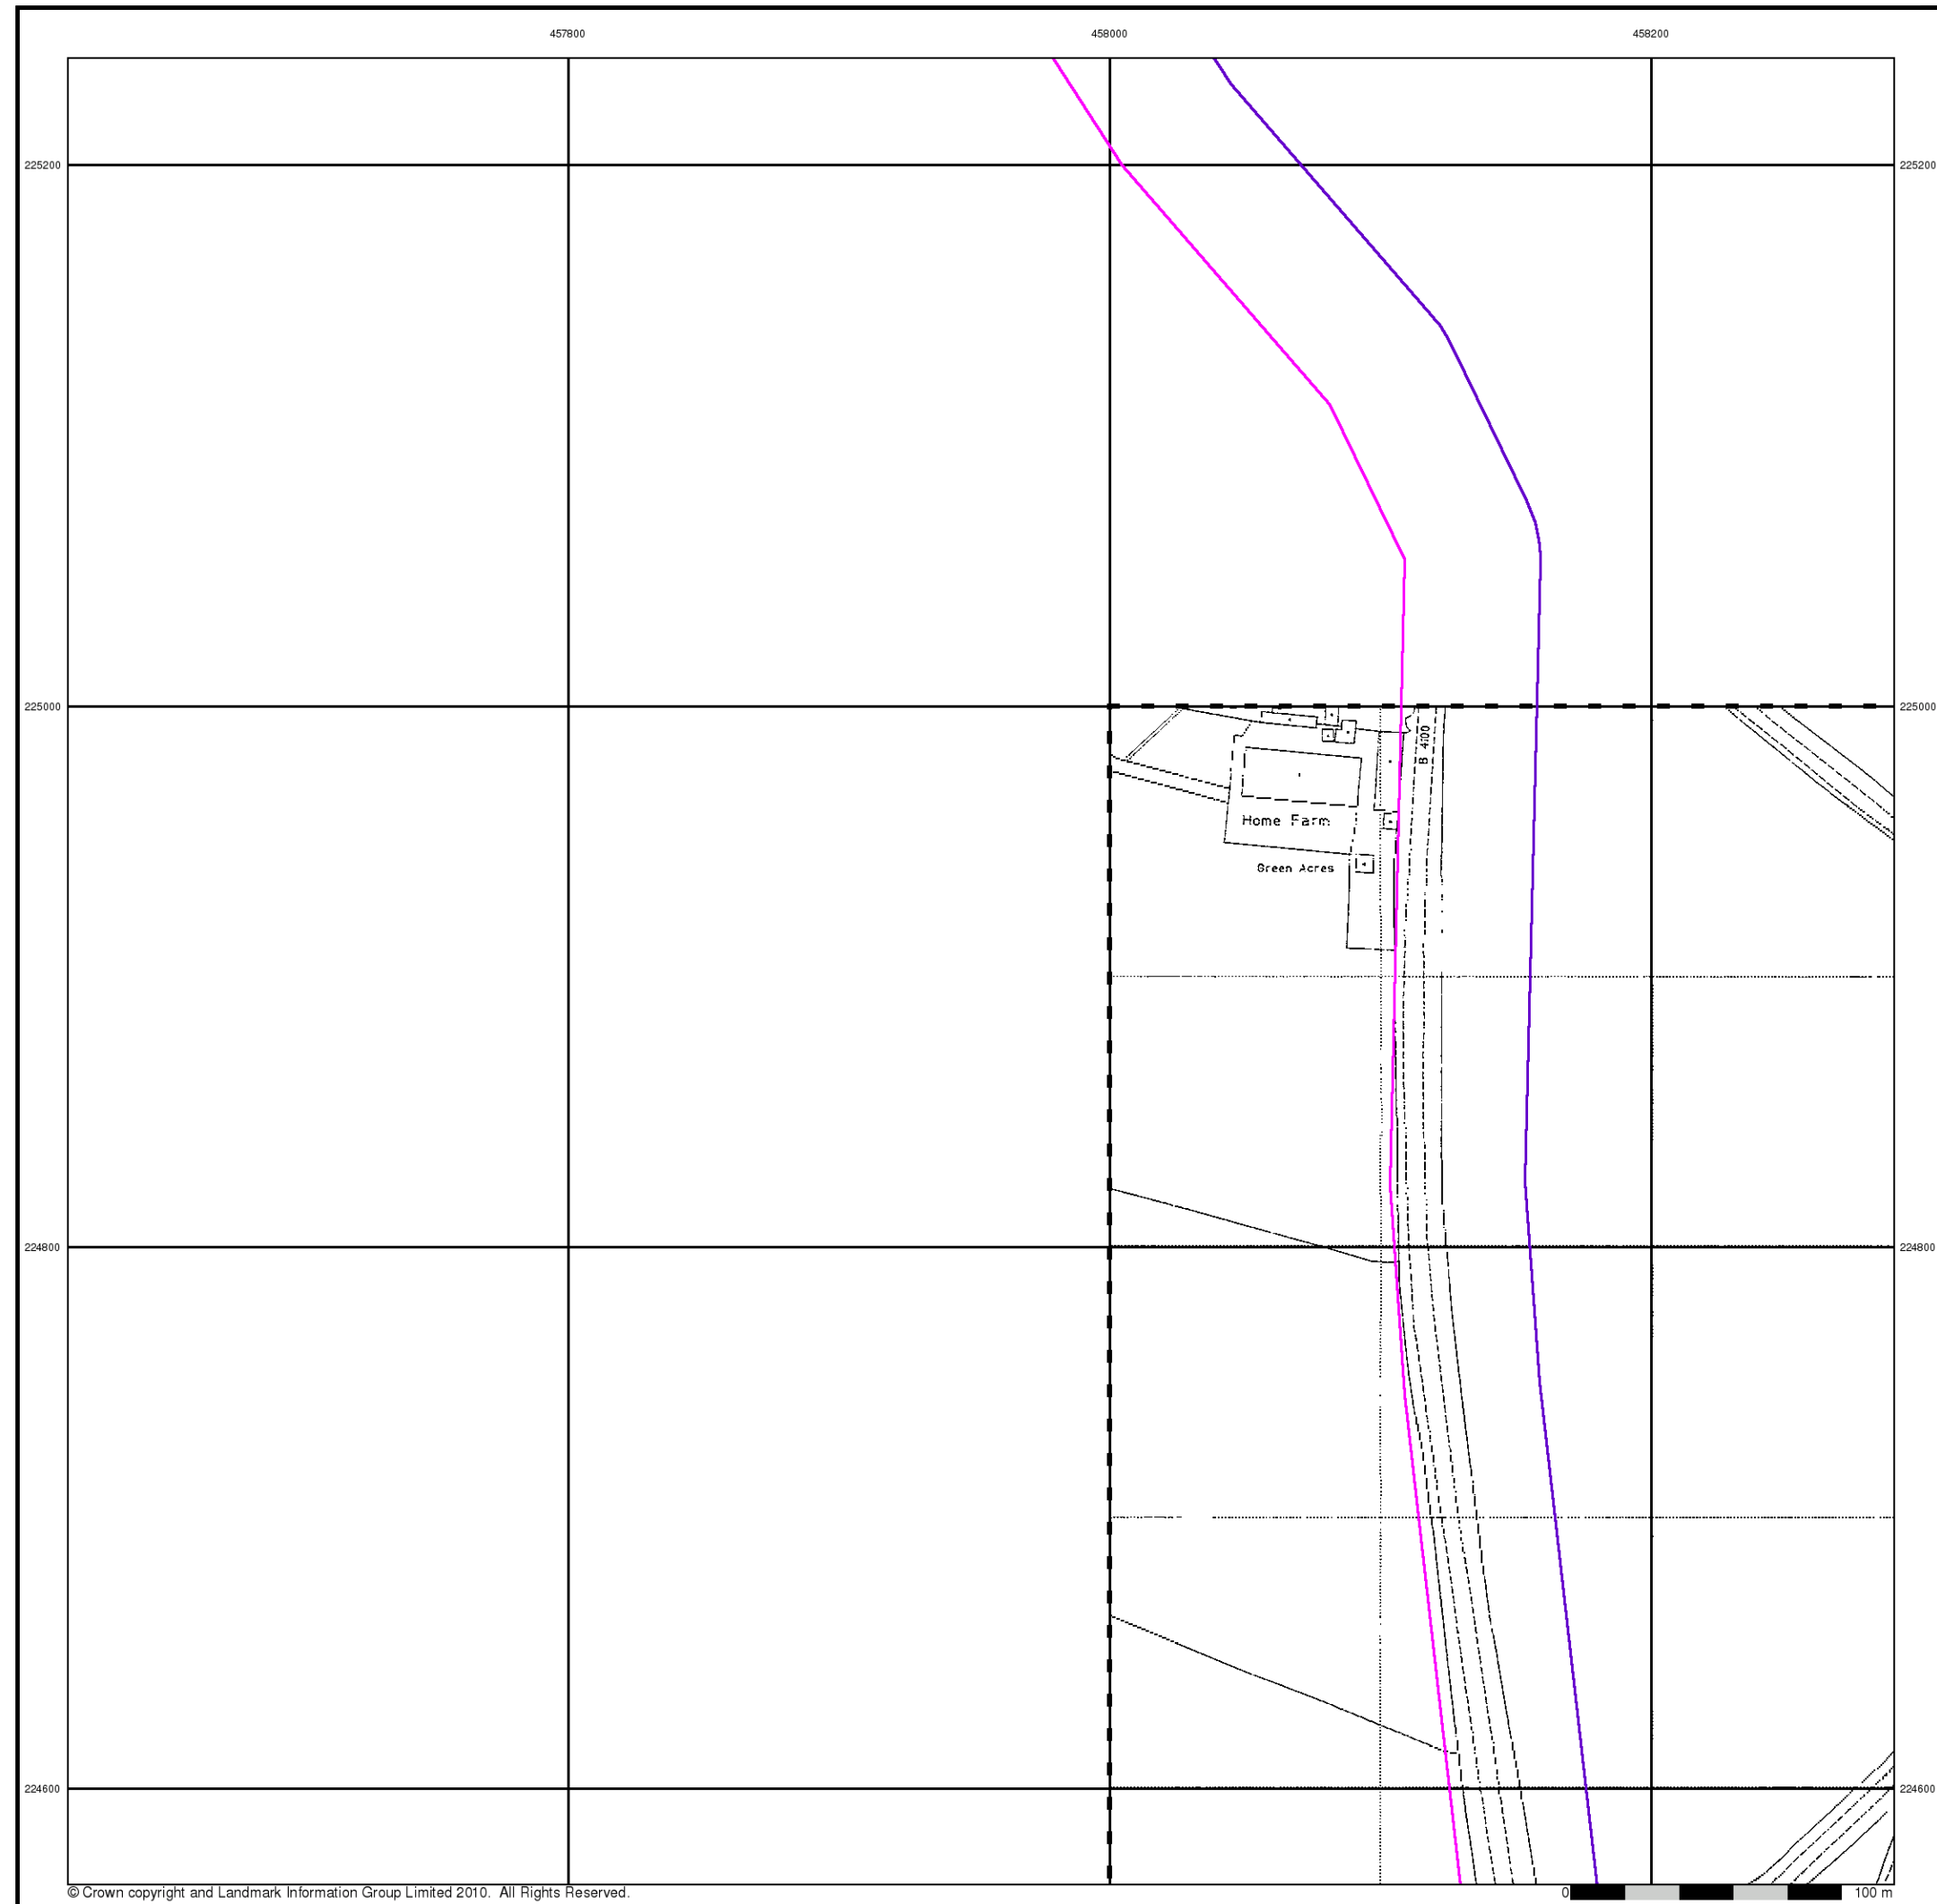 457800 458000 458200
225200 225200
225000 225000
B 4100
Home Farm
Green Acres
224800 224800
224600 224600
© Crown copyright and Landmark Information Group Limited 2010. All Rights Reserved. 0 100 m